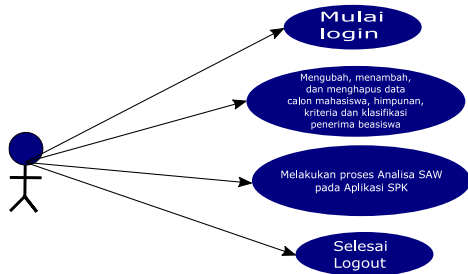 Mulai
login
Mengubah, menambah,
dan menghapus data
calon mahasiswa, himpunan,
kriteria dan klasifikasi
penerima beasiswa
Melakukan proses Analisa SAW
pada Aplikasi SPK
Selesai
Logout